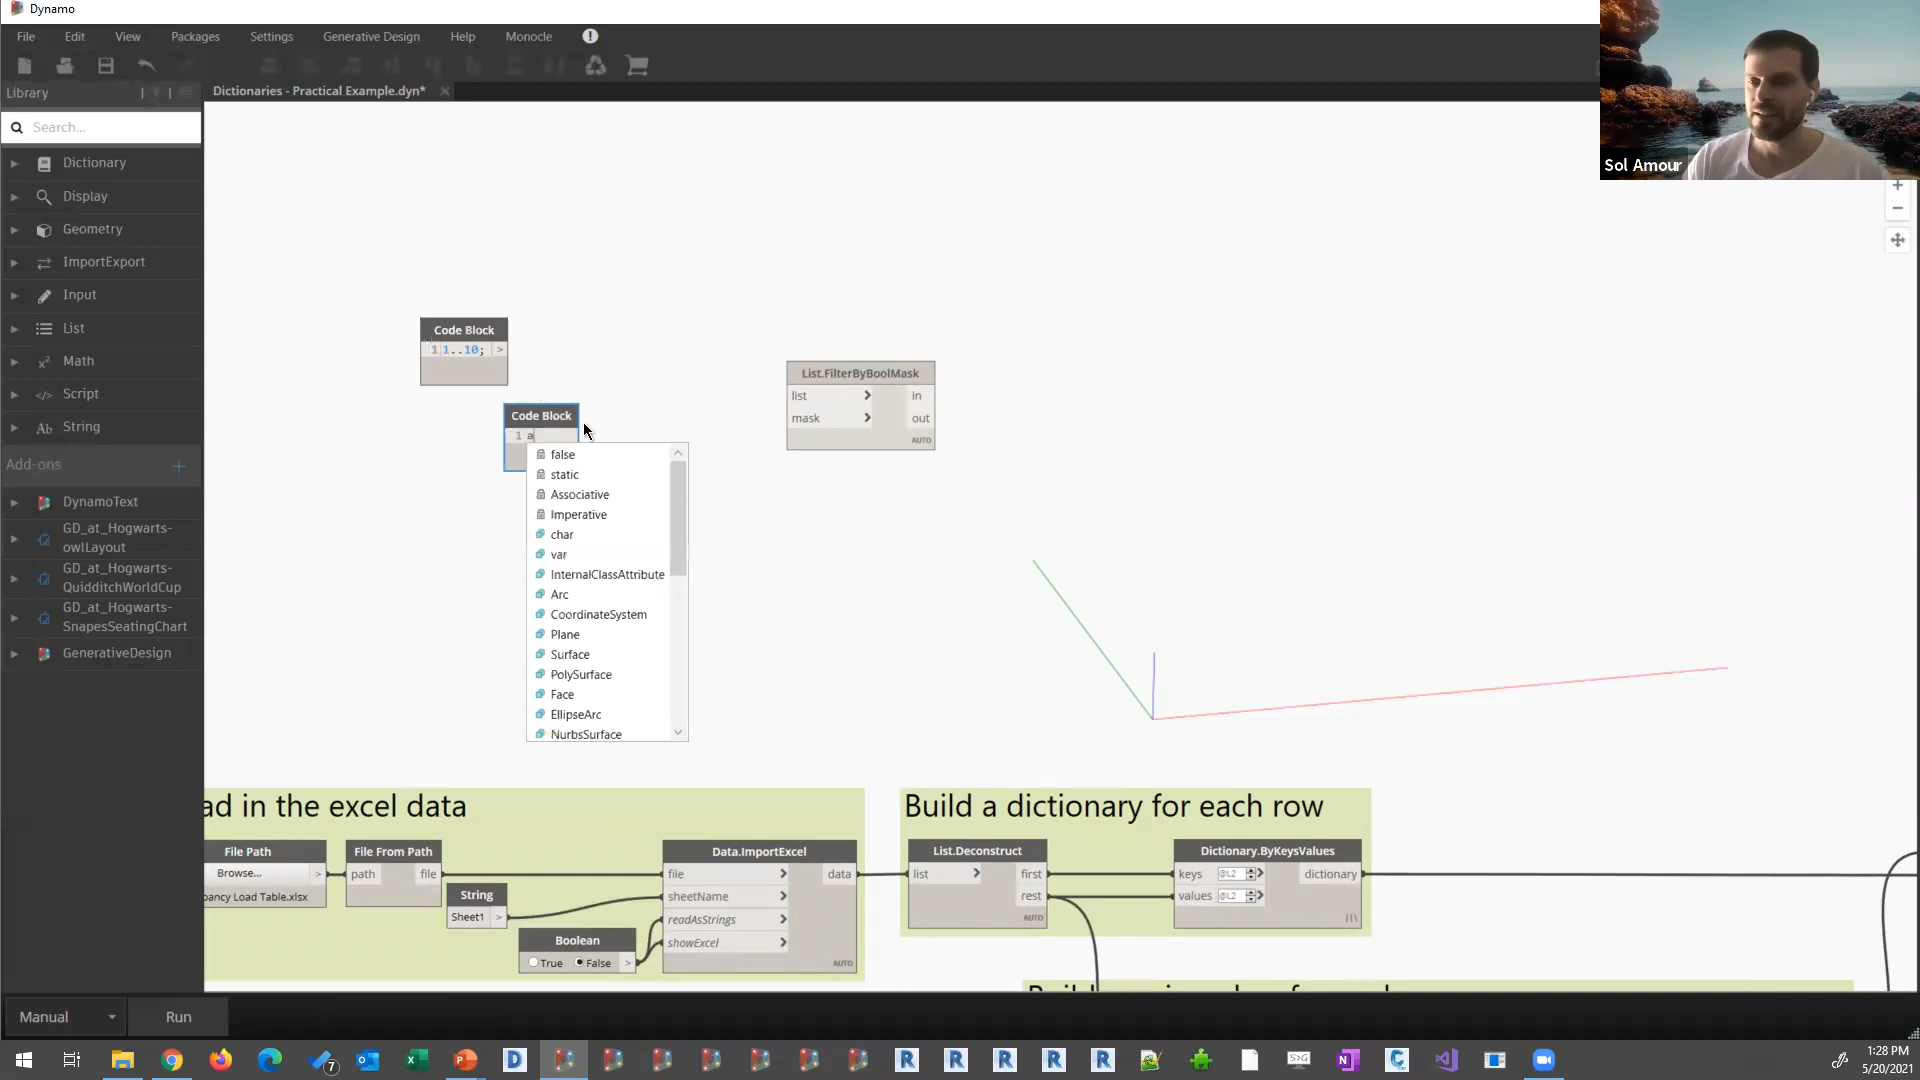 Dynamo
File Edit View Packages Settings Generative Design Help Monocle
Library
Dictionaries - Practical Example.dyn*
Search...
Dictionary
Display
Geometry
ImportExport
Input
List
Math
Script
String
Add-ons
DynamoText
GD_at_Hogwarts-
owlLayout
GD_at_Hogwarts-
QuidditchWorldCup
GD_at_Hogwarts-
SnapesSeatingChart
GenerativeDesign
Sol Amour
Code Block
1 1..10; >
Code Block
1 a
false
static
Associative
Imperative
char
var
InternalClassAttribute
Arc
CoordinateSystem
Plane
Surface
PolySurface
Face
EllipseArc
NurbsSurface
List.FilterByBoolMask
list > in
mask > out
AUTO
ad in the excel data
File Path
Browse... >
pancy Load Table.xlsx
File From Path
path file
String
Sheet1 >
Boolean
True False >
Data.ImportExcel
file > data
sheetName >
readAsStrings >
showExcel >
AUTO
Build a dictionary for each row
List.Deconstruct
list > first
rest
AUTO
Dictionary.ByKeysValues
keys @L2 > dictionary
values @L2 >
Manual
Run
7
1:28 PM
5/20/2021